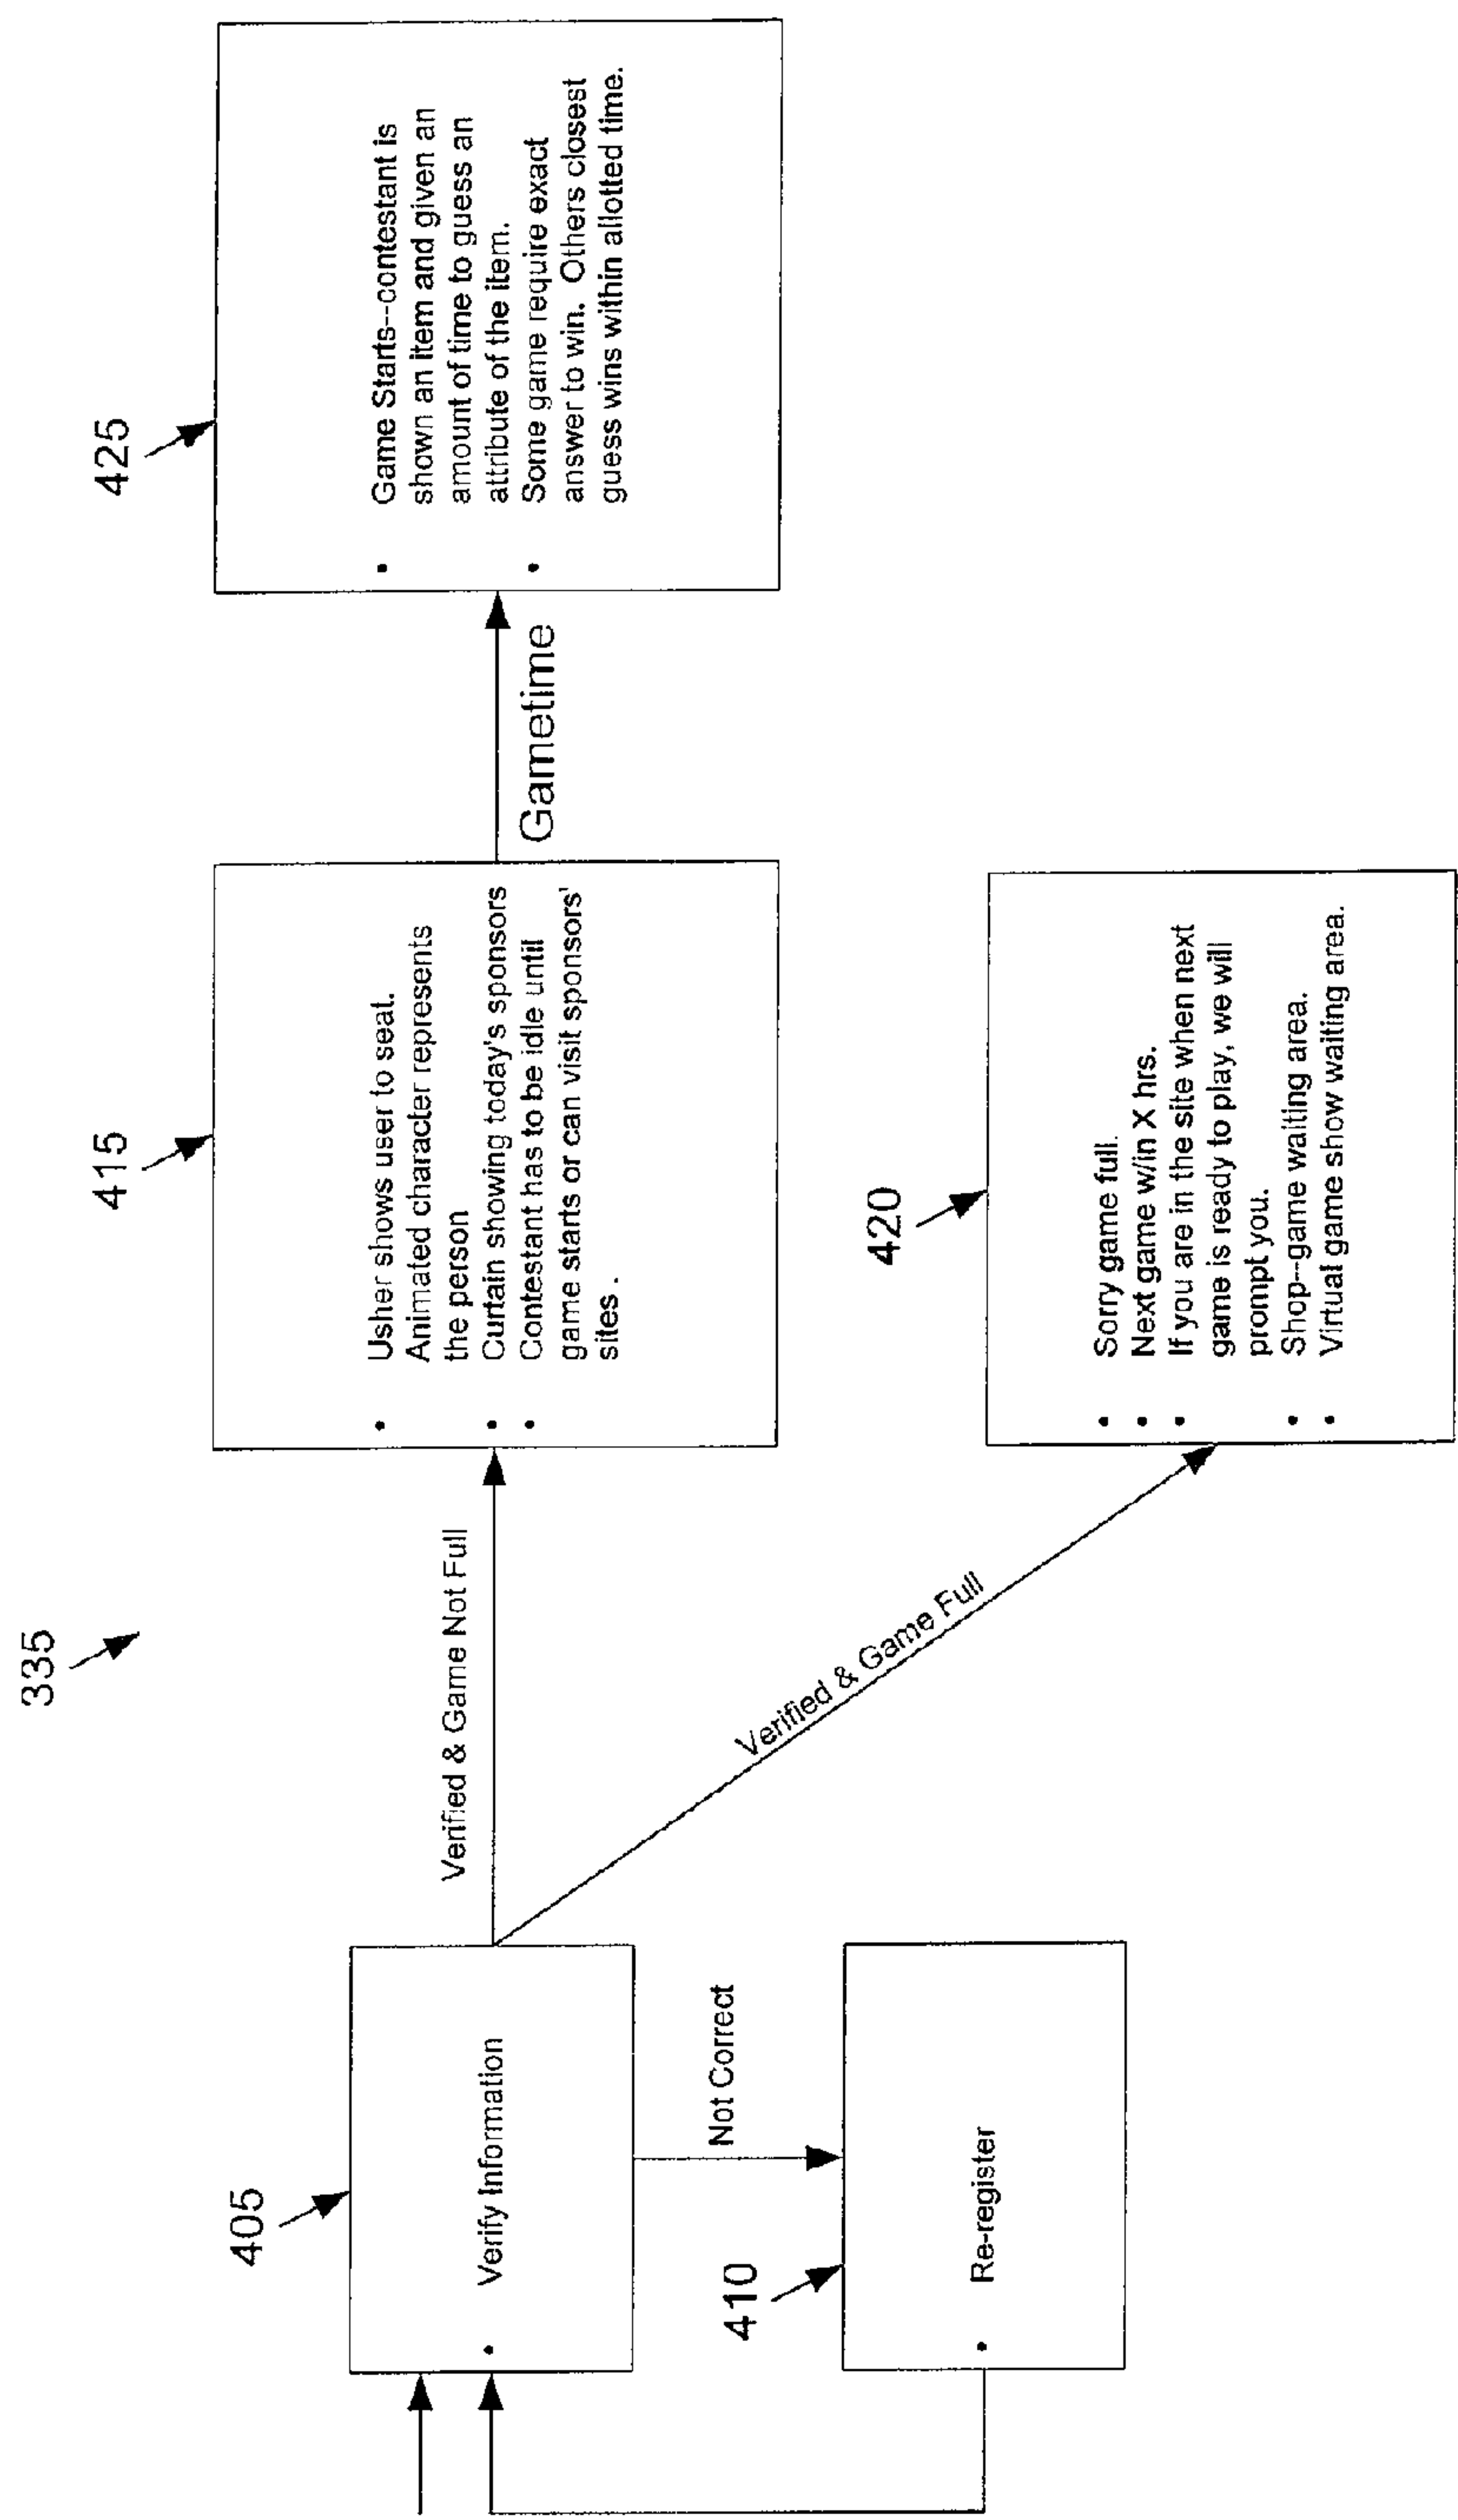 335
405
• Verify Information
Not Correct
410
• Re-register
Verified & Game Not Full
Verified & Game Full
415
• Usher shows user to seat.
Animated character represents
the person
• Curtain showing today's sponsors
• Contestant has to be idle until
game starts or can visit sponsors'
sites .
420
• Sorry game full.
• Next game w/in X hrs.
• If you are in the site when next
game is ready to play, we will
prompt you.
• Shop--game waiting area.
• Virtual game show waiting area.
Gametime
425
• Game Starts--contestant is
shown an item and given an
amount of time to guess an
attribute of the item.
• Some game require exact
answer to win. Others closest
guess wins within allotted time.